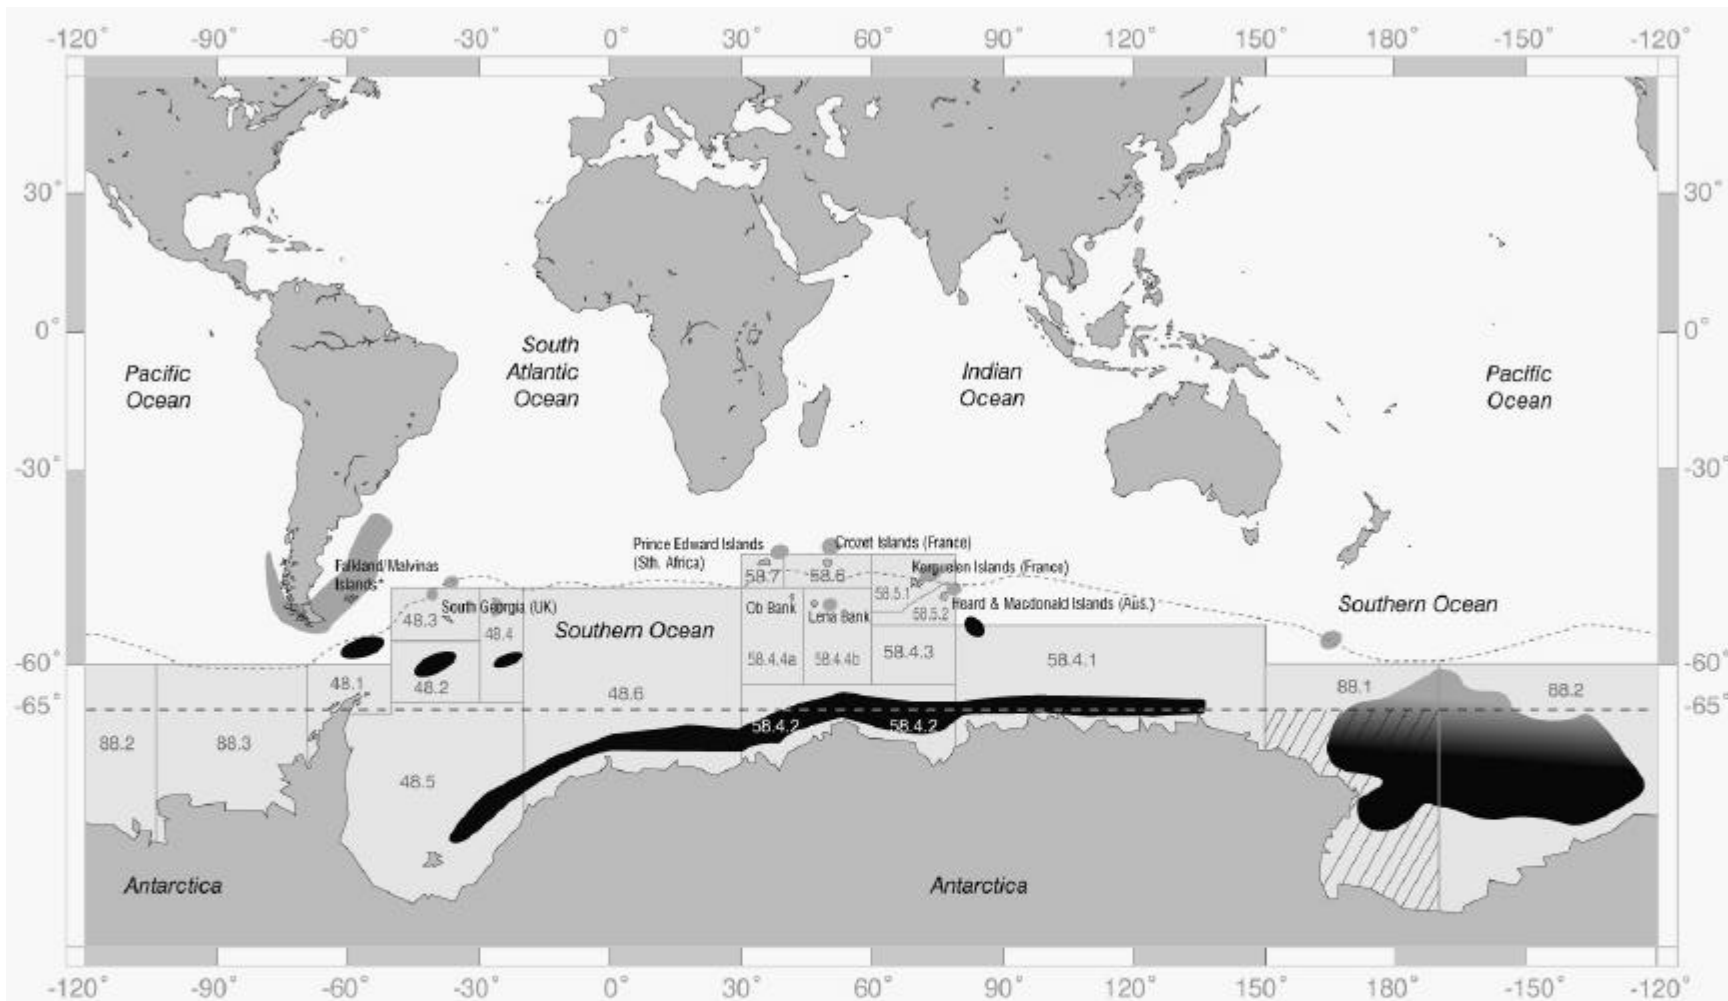 -120° -90° -60° -30° 0° 30° 60° 90° 120° 150° 180° -150° -120°
30° 30°
0° 0°
South
Atlantic
Ocean
Pacific
Ocean
Indian
Ocean
Pacific
Ocean
-30° -30°
Prince Edward Islands
(Sth. Africa)
Crozet Islands (France)
Falkland/Malvinas
Islands*
58.7 58.6
Kerguelen Islands (France)
58.5.1
South Georgia (UK)
48.3
48.4
Ob Bank
Lena Bank
58.5.2
Heard & Macdonald Islands (Aus.)
Southern Ocean
Southern Ocean
-60° -60°
48.1
48.2
48.6
58.4.4a 58.4.4b
58.4.3
58.4.1
88.1
88.2
-65° -65°
58.4.2 58.4.2
88.2 88.3
48.5
Antarctica Antarctica
-120° -90° -60° -30° 0° 30° 60° 90° 120° 150° 180° -150° -120°